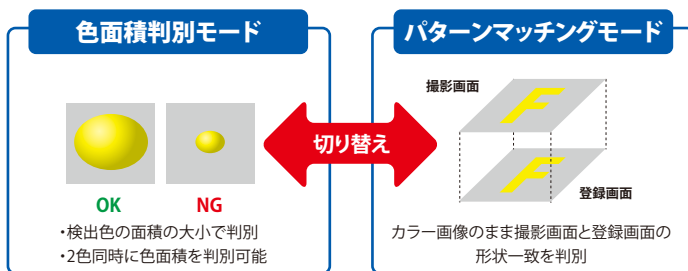 色面積判別モード
OK
NG
・検出色の面積の大小で判別
・2色同時に色面積を判別可能
切り替え
パターンマッチングモード
撮影画面
F
F
登録画面
カラー画像のまま撮影画面と登録画面の
形状一致を判別